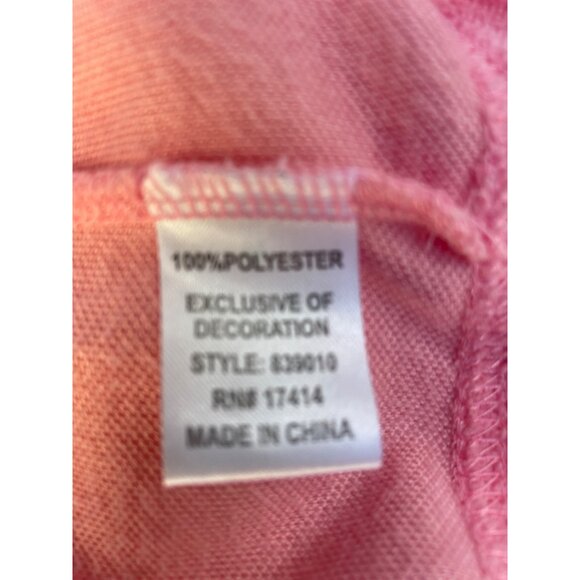 100%POLYESTER
EXCLUSIVE OF
DECORATION
STYLE: 839010
RN# 17414
MADE IN CHINA